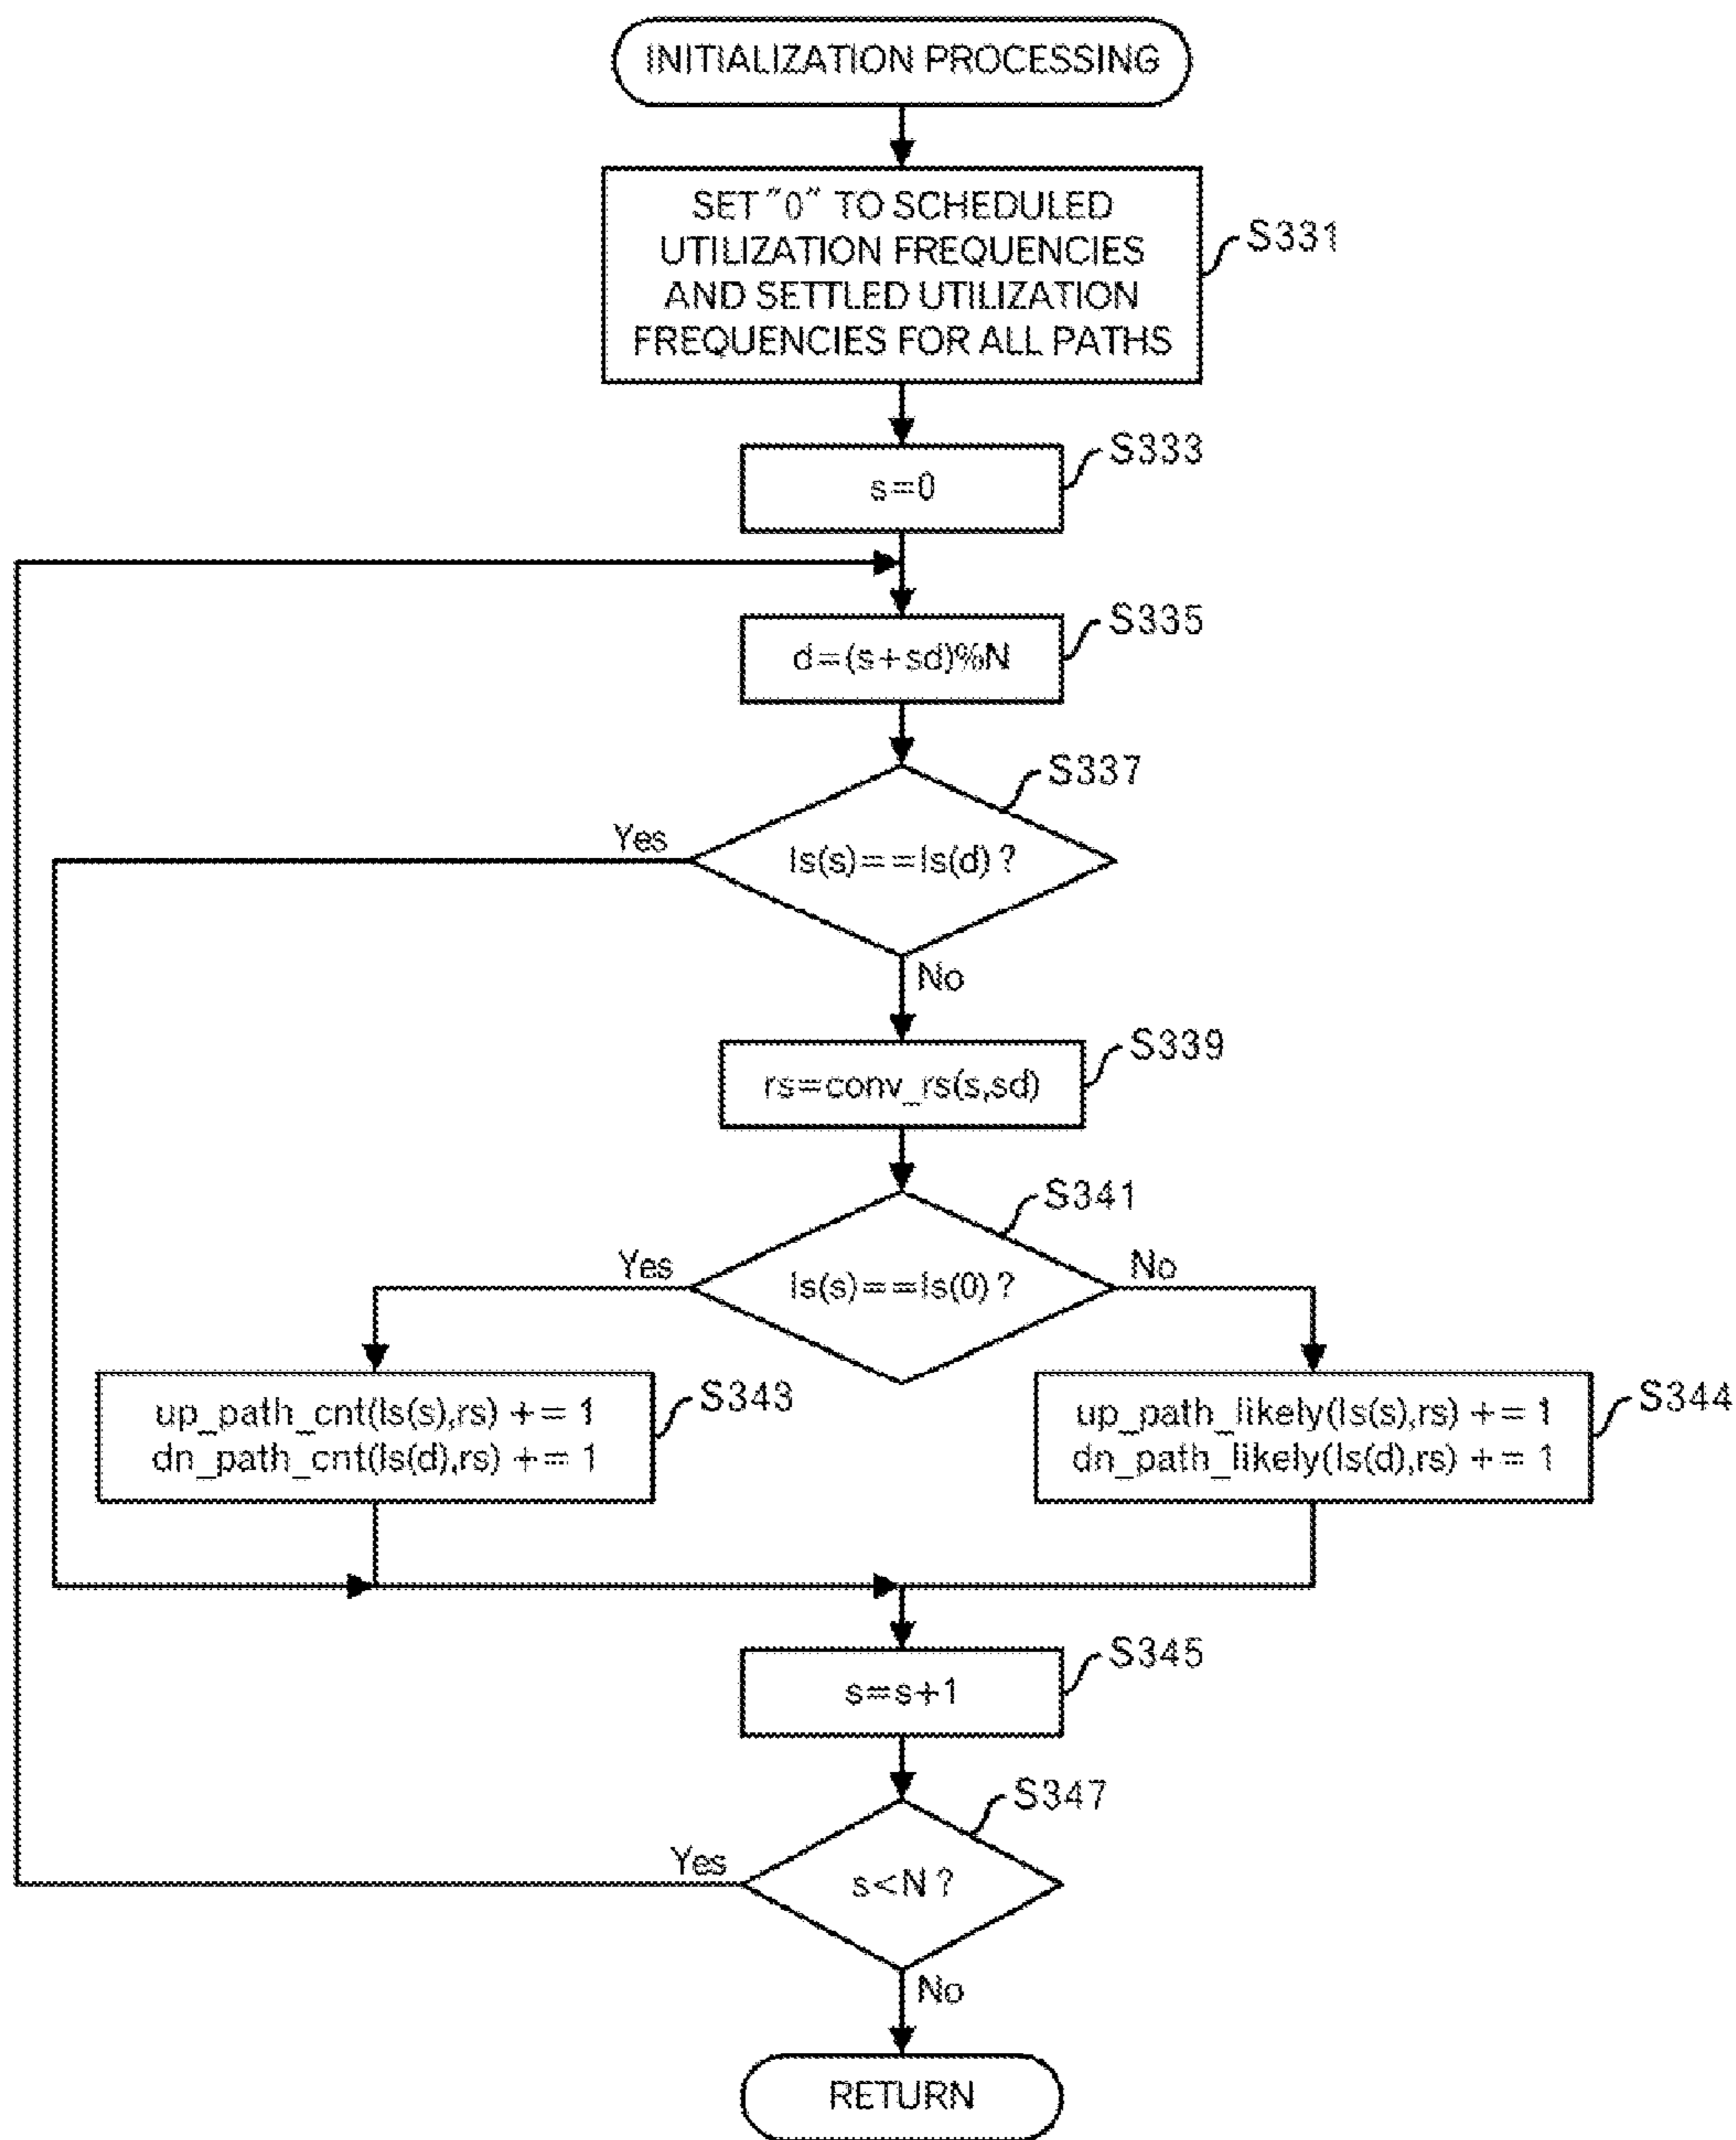 INITIALIZATION PROCESSING
SET "0" TO SCHEDULED
UTILIZATION FREQUENCIES
AND SETTLED UTILIZATION
FREQUENCIES FOR ALL PATHS
S331
S333
s=0
S335
d=(s+sd)%N
S337
Yes
ls(s)==ls(d)?
No
S339
rs=conv_rs(s,sd)
S341
Yes
ls(s)==ls(0)?
No
up_path_cnt(ls(s),rs) += 1
dn_path_cnt(ls(d),rs) += 1
S343
up_path_likely(ls(s),rs) += 1
dn_path_likely(ls(d),rs) += 1
S344
S345
s=s+1
S347
Yes
s<N?
No
RETURN